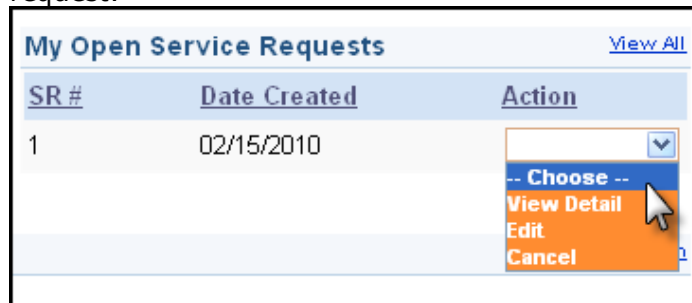 My Open Service Requests View All
SR # Date Created Action
1 02/15/2010
-- Choose --
View Detail
Edit
Cancel